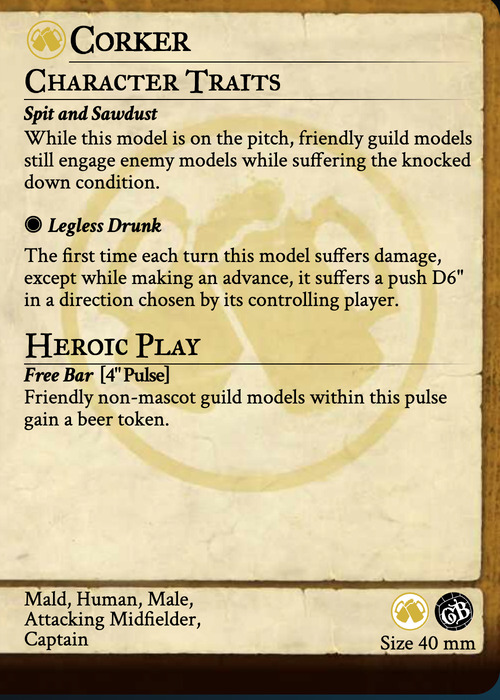 Corker
Character Traits
Spit and Sawdust
While this model is on the pitch, friendly guild models
still engage enemy models while suffering the knocked
down condition.
Legless Drunk
The first time each turn this model suffers damage,
except while making an advance, it suffers a push D6"
in a direction chosen by its controlling player.
Heroic Play
Free Bar [4" Pulse]
Friendly non-mascot guild models within this pulse
gain a beer token.
Mald, Human, Male,
Attacking Midfielder,
Captain
GB
Size 40 mm